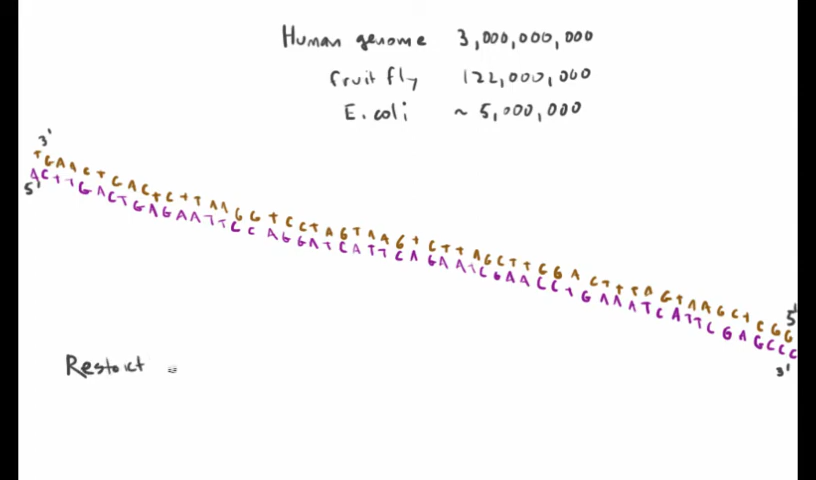 Human genome 3,000,000,000
Fruit fly 122,000,000
E. coli ~ 5,000,000
3'
TGAACTGACTCTTAAGGTCCTAGTAAGTCTTAGCTTCGGACTTTAGTAAGCTCGG
5'
5'
ACTTGACTGAGAATTCCAGGATCATTCAGAATCGAACCTGAAATCATTCGAGCCC
3'
Restrict